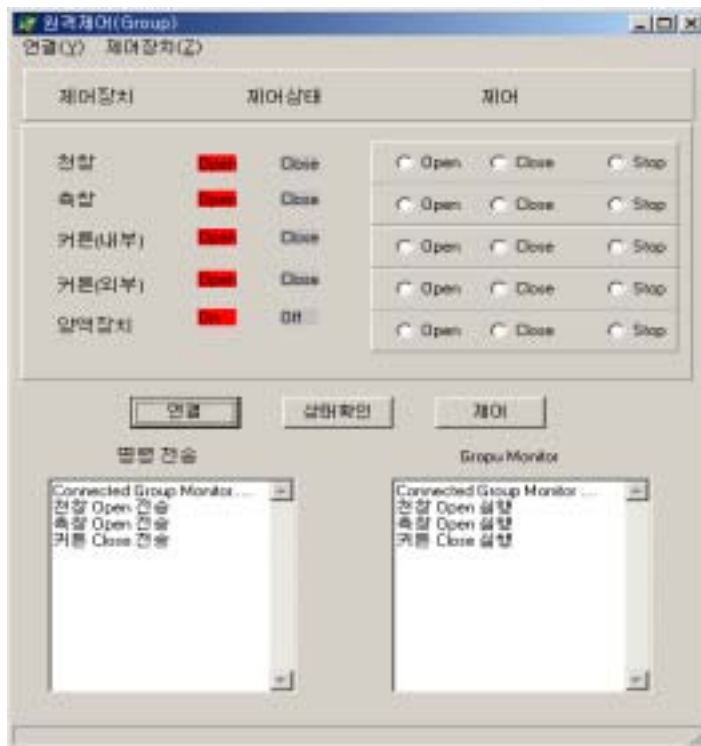 원격제어(Group)
연결(Y) 제어장치(Z)
제어장치 제어상태 제어
천창 Open Close Open Close Stop
측창 Open Close Open Close Stop
커튼(내부) Open Close Open Close Stop
커튼(외부) Open Close Open Close Stop
양액장치 On Off Open Close Stop
연결 상태확인 제어
명령 전송 Gropu Monitor
Connected Group Monitor ....
천창 Open 전송
측창 Open 전송
커튼 Close 전송
Connected Group Monitor ....
천창 Open 실행
측창 Open 실행
커튼 Close 실행